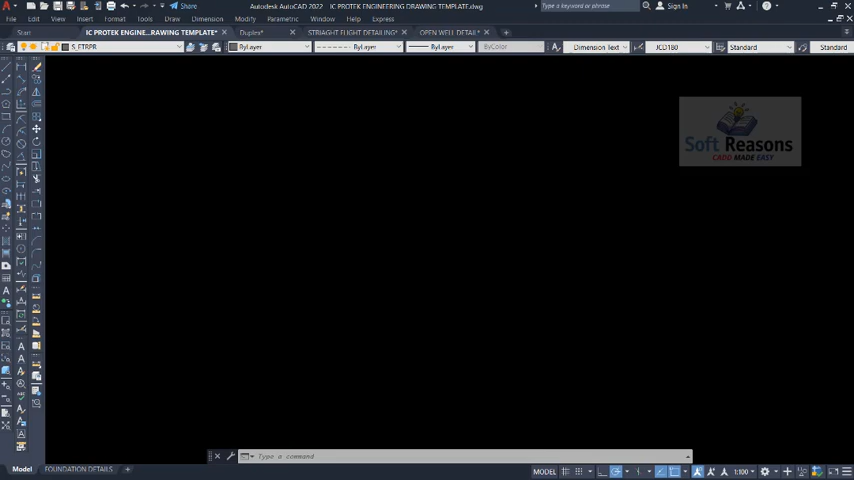 Share
Autodesk AutoCAD 2022 IC PROTEK ENGINEERING DRAWING TEMPLATE.dwg
Type a keyword or phrase
Sign In
File Edit View Insert Format Tools Draw Dimension Modify Parametric Window Help Express
Start IC PROTEK ENGINE...RAWING TEMPLATE* Duplex* STRIAGHT FLIGHT DETAILING* OPEN WELL DETAIL*
S_FTRPR ByLayer ByLayer ByLayer ByColor Dimension Text JCD180 Standard Standard
Soft Reasons
CADD MADE EASY
Type a command
Model FOUNDATION DETAILS
MODEL 1:100